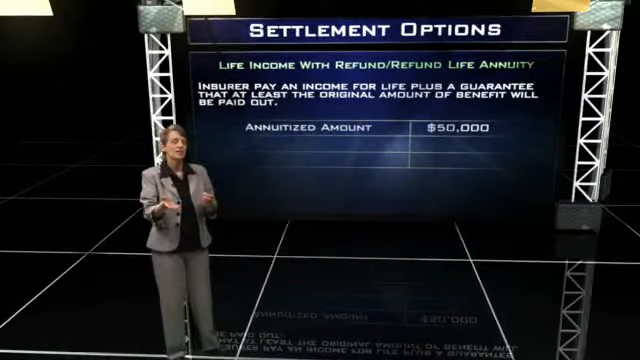 Settlement Options
Life Income With Refund/Refund Life Annuity
Insurer pay an income for life plus a guarantee
that at least the original amount of benefit will
be paid out.
Annuitized Amount $50,000